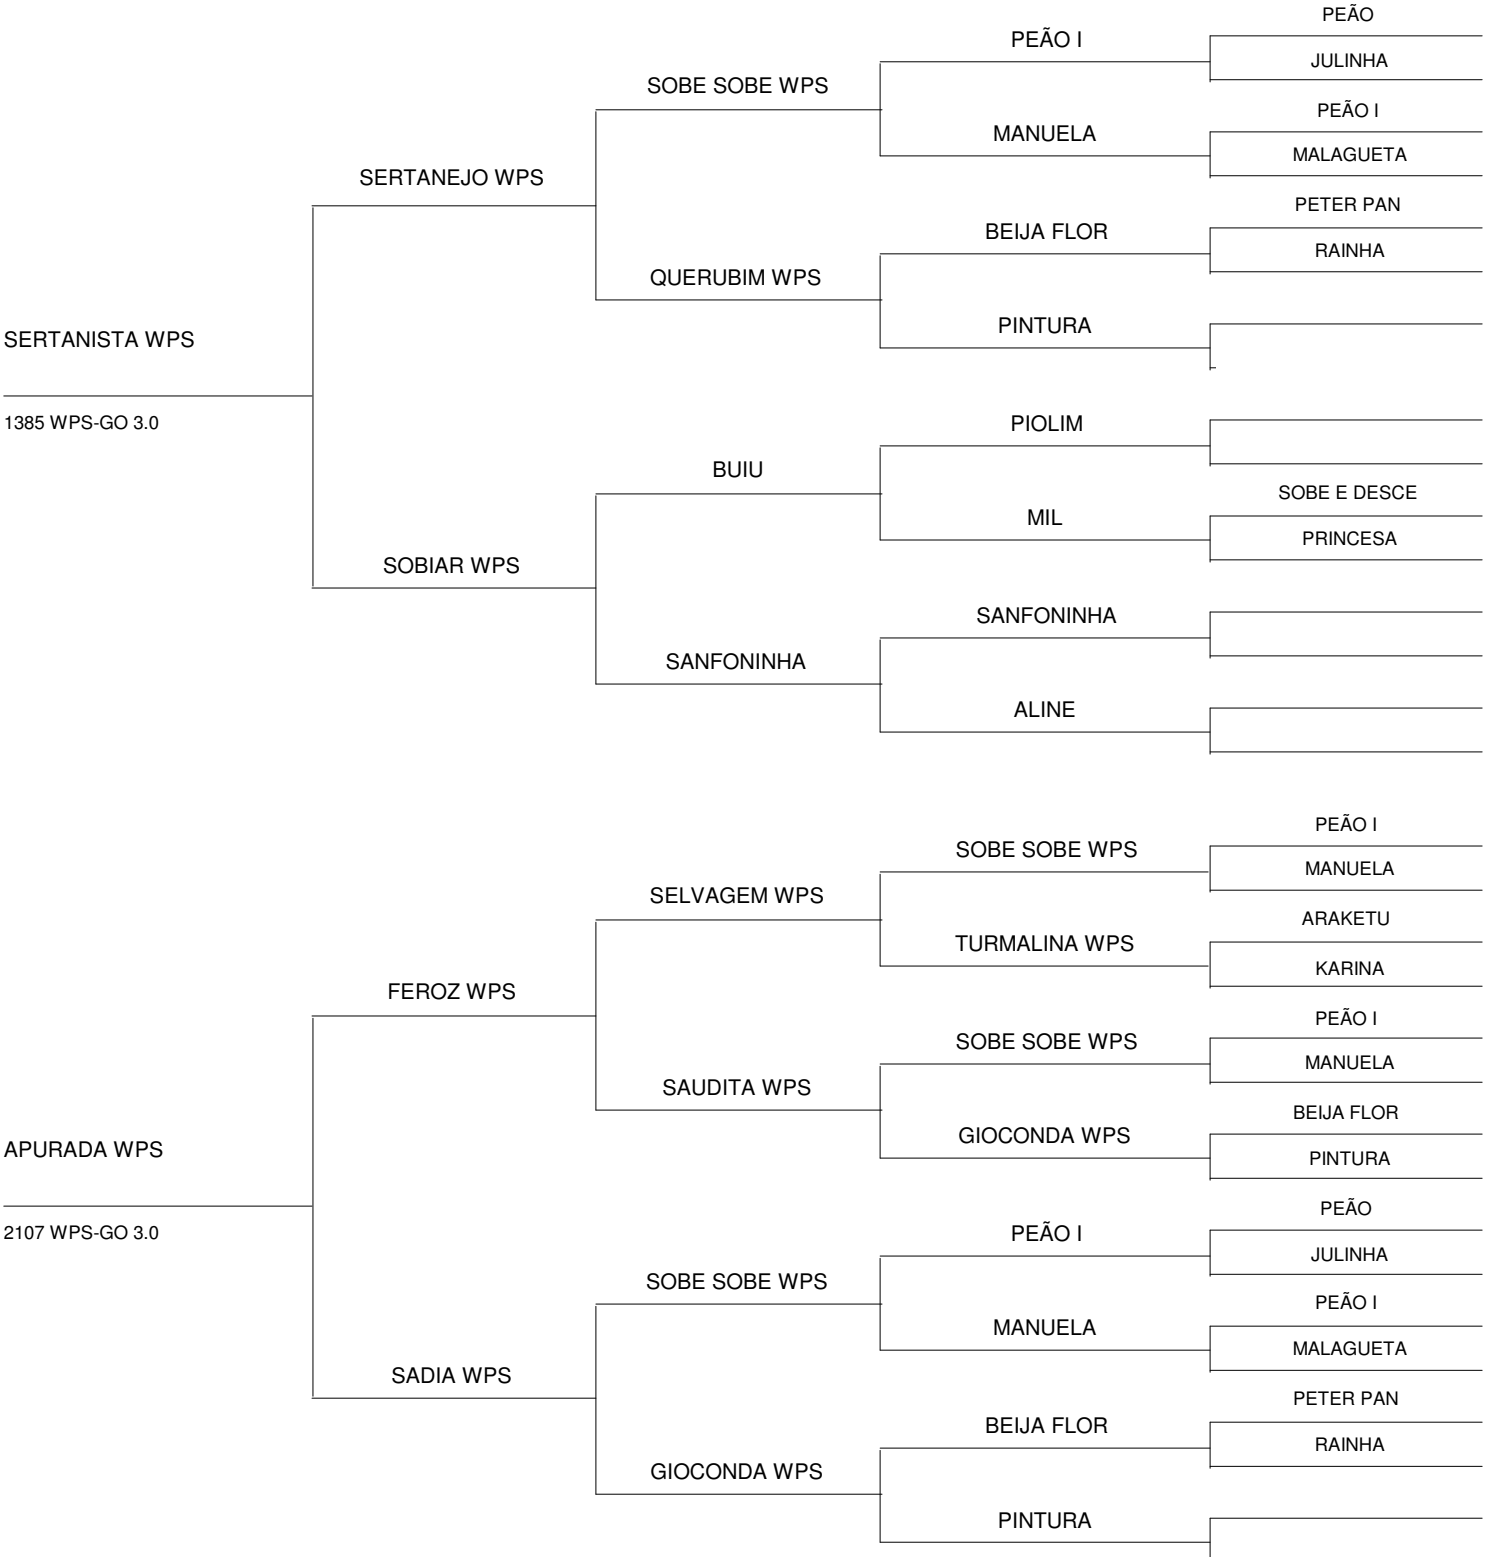 PEÃO
PEÃO I
JULINHA
SOBE SOBE WPS
PEÃO I
MANUELA
MALAGUETA
SERTANEJO WPS
PETER PAN
BEIJA FLOR
RAINHA
QUERUBIM WPS
PINTURA
SERTANISTA WPS
1385 WPS-GO 3.0
PIOLIM
BUIU
SOBE E DESCE
MIL
PRINCESA
SOBIAR WPS
SANFONINHA
SANFONINHA
ALINE
PEÃO I
SOBE SOBE WPS
MANUELA
SELVAGEM WPS
ARAKETU
TURMALINA WPS
KARINA
FEROZ WPS
PEÃO I
SOBE SOBE WPS
MANUELA
SAUDITA WPS
BEIJA FLOR
GIOCONDA WPS
PINTURA
APURADA WPS
2107 WPS-GO 3.0
PEÃO
PEÃO I
JULINHA
SOBE SOBE WPS
PEÃO I
MANUELA
MALAGUETA
SADIA WPS
PETER PAN
BEIJA FLOR
RAINHA
GIOCONDA WPS
PINTURA